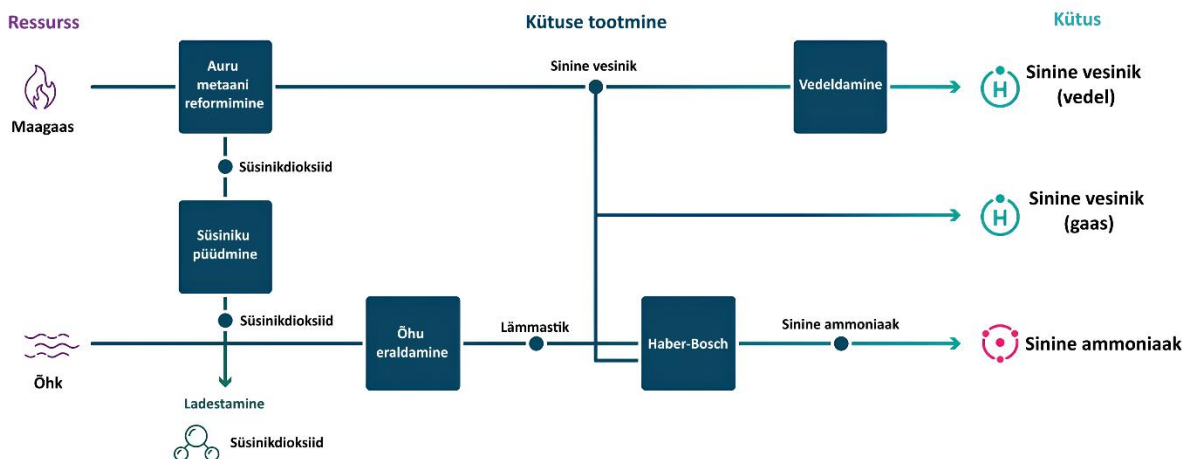 Ressurss
Kütuse tootmine
Kütus
Auru
metaani
reformimine
Sinine vesinik
Vedeldamine
Sinine vesinik
(vedel)
Maagaas
Süsinikdioksiid
Süsiniku
püüdmine
H
Sinine vesinik
(gaas)
H
Süsinikdioksiid
Õhu
eraldamine
Lämmastik
Haber-Bosch
Sinine ammoniaak
Sinine ammoniaak
Õhk
Ladestamine
Süsinikdioksiid